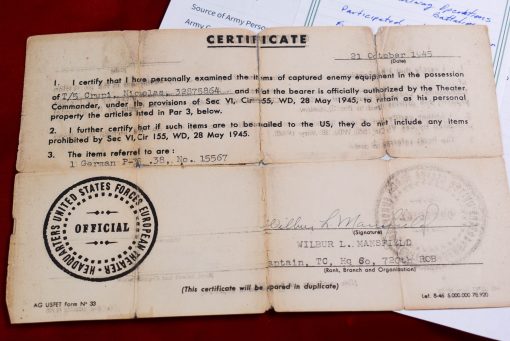 Source of Army Perso
Operations
Participated
CERTIFICATE
21 October 1945
(Date)
1. I certify that I have personally examined the items of captured enemy equipment in the possession
of T/5 Crupi, Nicolas, 32875864 and that the bearer is officially authorized by the Theater
Commander, under the provisions of Sec VI, Cir 155, WD, 28 May 1945, to retain as his personal
property the articles listed in Par 3, below.
2. I further certify that if such items are to be mailed to the US, they do not include any items
prohibited by Sec VI, Cir 155, WD, 28 May 1945.
3. The items referred to are:
1 German P- .38, No. 15567
HEADQUARTERS UNITED STATES FORCES EUROPEAN THEATER
OFFICIAL
Wilbur L Mansfield
(Signature)
WILBUR L. MANSFIELD
Captain, TC, Hq Co, 720th ROB
(Rank, Branch and Organization)
(This certificate will be prepared in duplicate)
AG USFET Form Nº 33